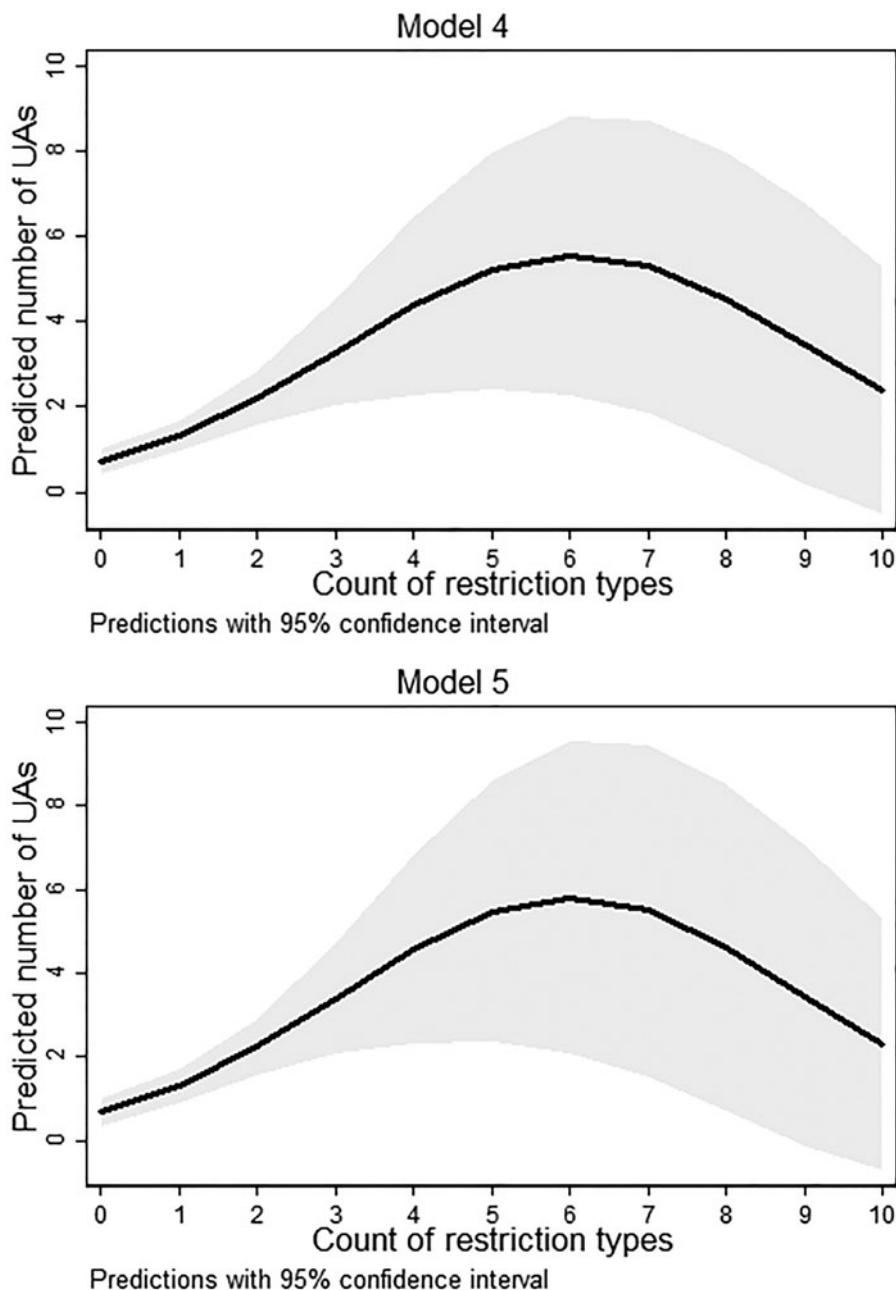 Model 4
Predicted number of UAs
10
8
6
4
2
0
0 1 2 3 4 5 6 7 8 9 10
Count of restriction types
Predictions with 95% confidence interval
Model 5
Predicted number of UAs
10
8
6
4
2
0
0 1 2 3 4 5 6 7 8 9 10
Count of restriction types
Predictions with 95% confidence interval